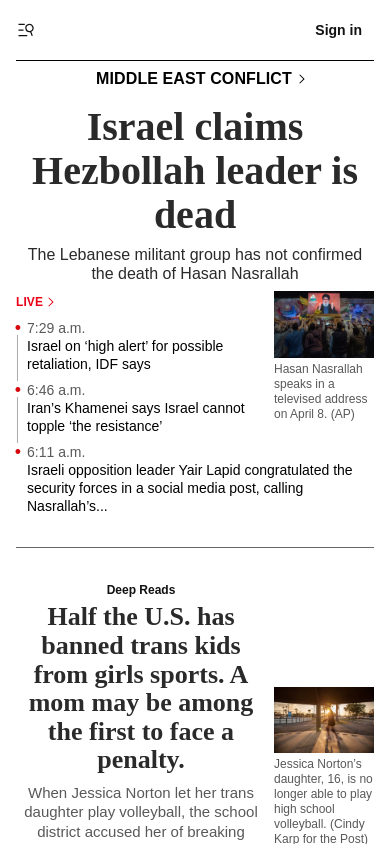 Sign in
MIDDLE EAST CONFLICT
Israel claims
Hezbollah leader is
dead
The Lebanese militant group has not confirmed
the death of Hasan Nasrallah
LIVE
7:29 a.m.
Israel on ‘high alert’ for possible
retaliation, IDF says
6:46 a.m.
Iran’s Khamenei says Israel cannot
topple ‘the resistance’
6:11 a.m.
Israeli opposition leader Yair Lapid congratulated the
security forces in a social media post, calling
Nasrallah’s...
Hasan Nasrallah
speaks in a
televised address
on April 8. (AP)
Deep Reads
Half the U.S. has
banned trans kids
from girls sports. A
mom may be among
the first to face a
penalty.
When Jessica Norton let her trans
daughter play volleyball, the school
district accused her of breaking
Jessica Norton’s
daughter, 16, is no
longer able to play
high school
volleyball. (Cindy
Karp for the Post)